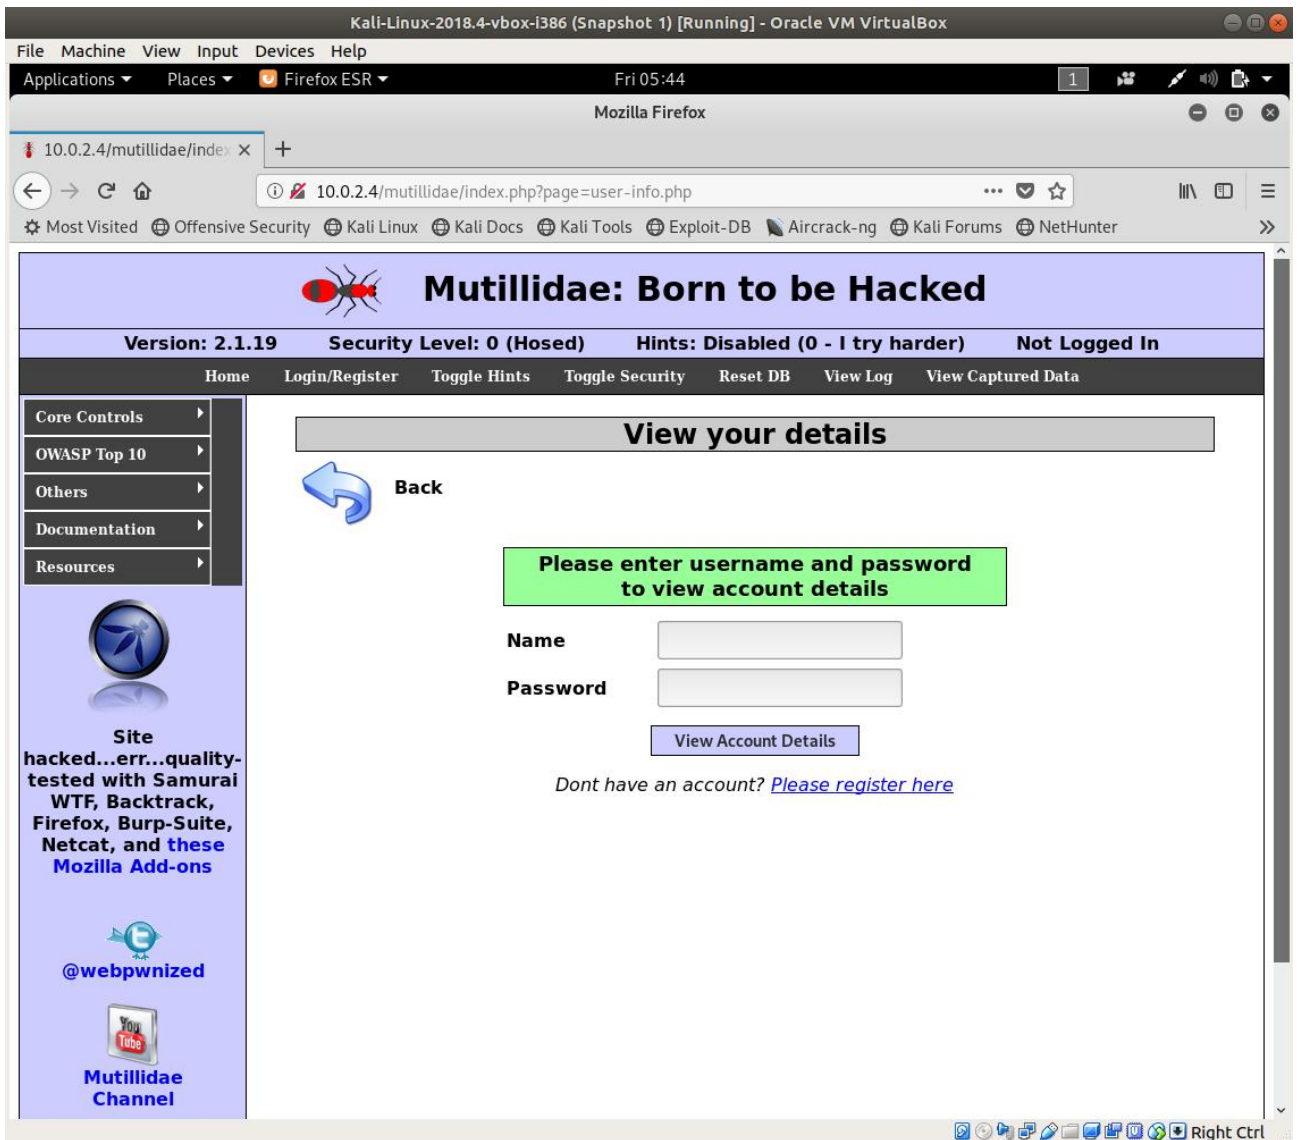 Kali-Linux-2018.4-vbox-i386 (Snapshot 1) [Running] - Oracle VM VirtualBox
File Machine View Input Devices Help
Applications Places Firefox ESR Fri 05:44 1
Mozilla Firefox
10.0.2.4/mutillidae/index
10.0.2.4/mutillidae/index.php?page=user-info.php
Most Visited Offensive Security Kali Linux Kali Docs Kali Tools Exploit-DB Aircrack-ng Kali Forums NetHunter
Mutillidae: Born to be Hacked
Version: 2.1.19 Security Level: 0 (Hosed) Hints: Disabled (0 - I try harder) Not Logged In
Home Login/Register Toggle Hints Toggle Security Reset DB View Log View Captured Data
Core Controls
OWASP Top 10
Others
Documentation
Resources
Site
hacked...err...quality-
tested with Samurai
WTF, Backtrack,
Firefox, Burp-Suite,
Netcat, and these
Mozilla Add-ons
@webpwnized
You
Tube
Mutillidae
Channel
View your details
Back
Please enter username and password
to view account details
Name
Password
View Account Details
Dont have an account? Please register here
Right Ctrl